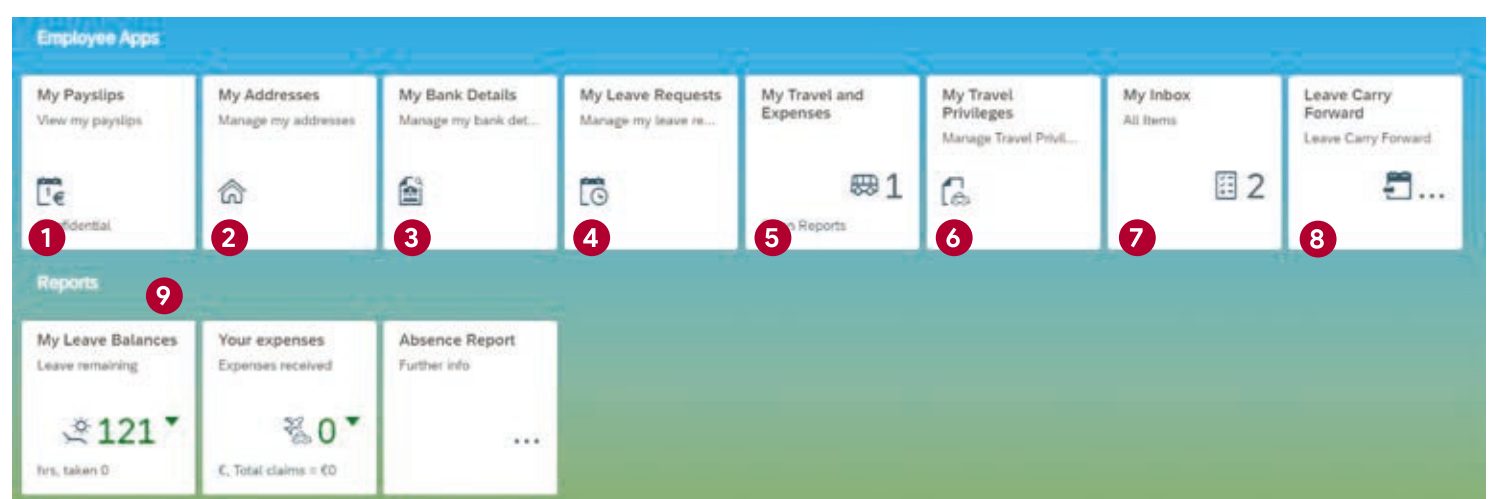 Employee Apps
My Payslips
View my payslips
1 €
1
My Addresses
Manage my addresses
2
My Bank Details
Manage my bank det...
3
My Leave Requests
Manage my leave re...
4
My Travel and
Expenses
1
5
Reports
My Travel
Privileges
Manage Travel Privil...
6
My Inbox
All Items
2
7
Leave Carry
Forward
Leave Carry Forward
...
8
Reports
9
My Leave Balances
Leave remaining
121
hrs, taken 0
Your expenses
Expenses received
0
€, Total claims = €0
Absence Report
Further info
...